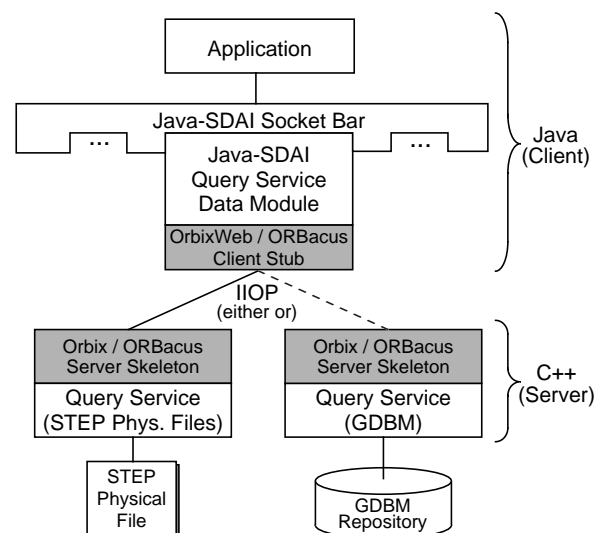 Application
Java-SDAI Socket Bar
...
...
Java-SDAI
Query Service
Data Module
OrbixWeb / ORBacus
Client Stub
Java
(Client)
IIOP
(either or)
Orbix / ORBacus
Server Skeleton
Query Service
(STEP Phys. Files)
Orbix / ORBacus
Server Skeleton
Query Service
(GDBM)
C++
(Server)
STEP
Physical
File
GDBM
Repository